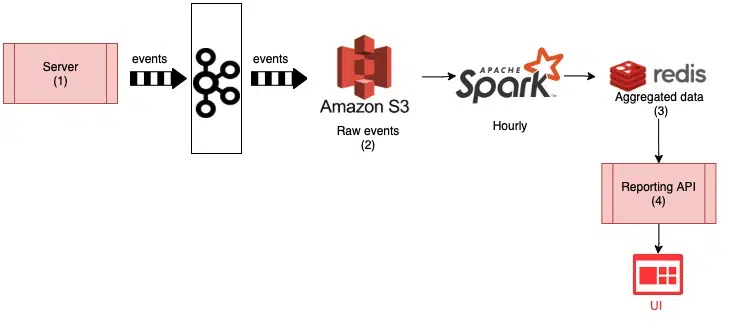 Server
(1)
events
events
Amazon S3
Raw events
(2)
APACHE
Spark
TM
Hourly
redis
Aggregated data
(3)
Reporting API
(4)
UI